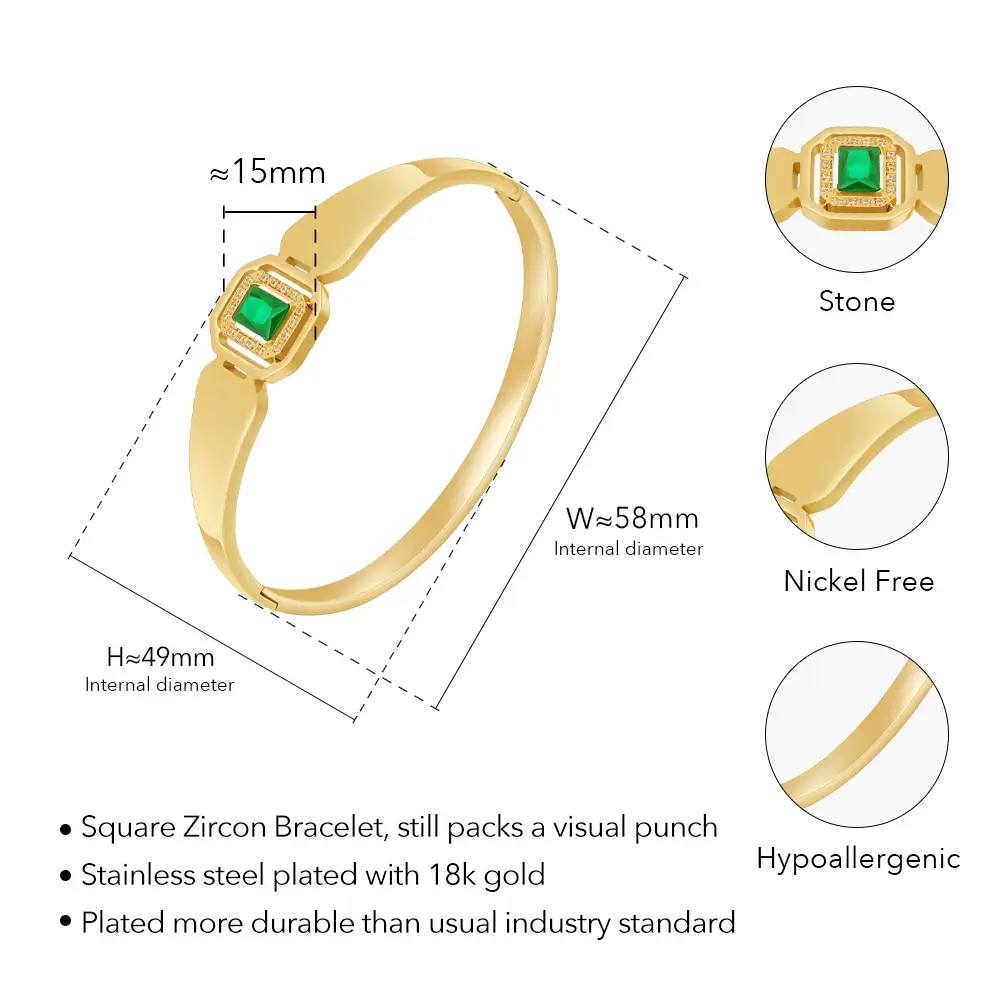 ≈15mm
Stone
W≈58mm
Internal diameter
Nickel Free
H≈49mm
Internal diameter
Hypoallergenic
• Square Zircon Bracelet, still packs a visual punch
• Stainless steel plated with 18k gold
• Plated more durable than usual industry standard